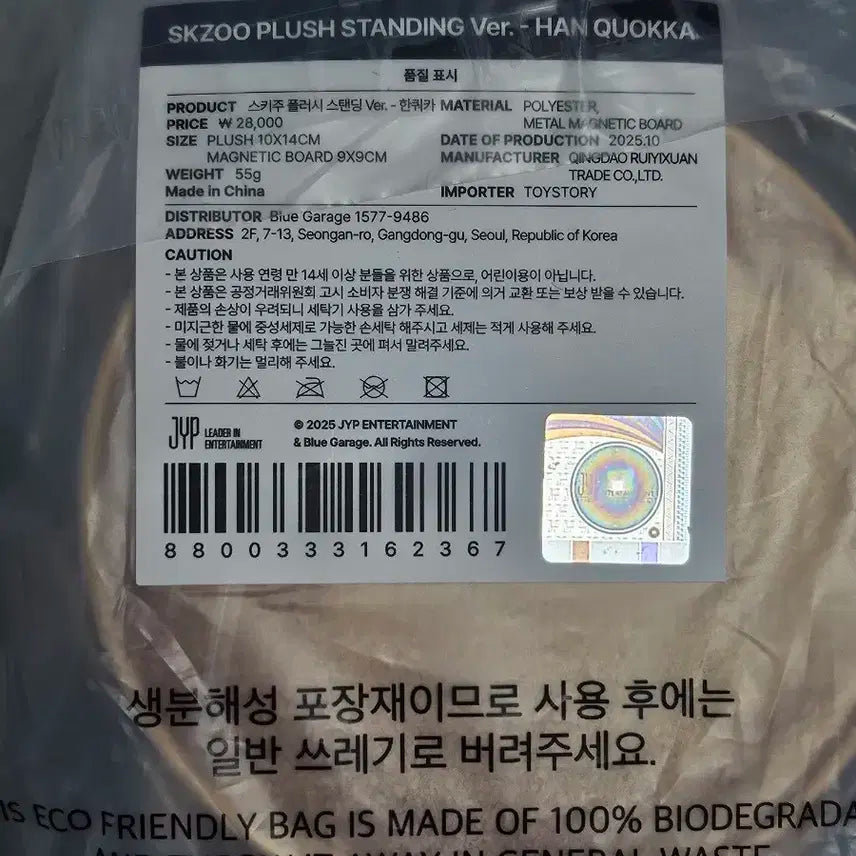 SKZOO PLUSH STANDING Ver. - HAN QUOKKA
품질 표시
PRODUCT 스키주 플러시 스탠딩 Ver. - 한쿼카
PRICE ₩ 28,000
SIZE PLUSH 10X14CM
MAGNETIC BOARD 9X9CM
WEIGHT 55g
Made in China
MATERIAL POLYESTER,
METAL MAGNETIC BOARD
DATE OF PRODUCTION 2025.10
MANUFACTURER QINGDAO RUIYIXUAN
TRADE CO.,LTD.
IMPORTER TOYSTORY
DISTRIBUTOR Blue Garage 1577-9486
ADDRESS 2F, 7-13, Seongan-ro, Gangdong-gu, Seoul, Republic of Korea
CAUTION
- 본 상품은 사용 연령 만 14세 이상 분들을 위한 상품으로, 어린이용이 아닙니다.
- 본 상품은 공정거래위원회 고시 소비자 분쟁 해결 기준에 의거 교환 또는 보상 받을 수 있습니다.
- 제품의 손상이 우려되니 세탁기 사용을 삼가 주세요.
- 미지근한 물에 중성세제로 가능한 손세탁 해주시고 세제는 적게 사용해 주세요.
- 물에 젖거나 세탁 후에는 그늘진 곳에 펴서 말려주세요.
- 불이나 화기는 멀리해 주세요.
JYP LEADER IN
ENTERTAINMENT
© 2025 JYP ENTERTAINMENT
& Blue Garage. All Rights Reserved.
8800333162367
JYP
생분해성 포장재이므로 사용 후에는
일반 쓰레기로 버려주세요.
IS ECO FRIENDLY BAG IS MADE OF 100% BIODEGRADA
AWAY IN GENERAL WASTE